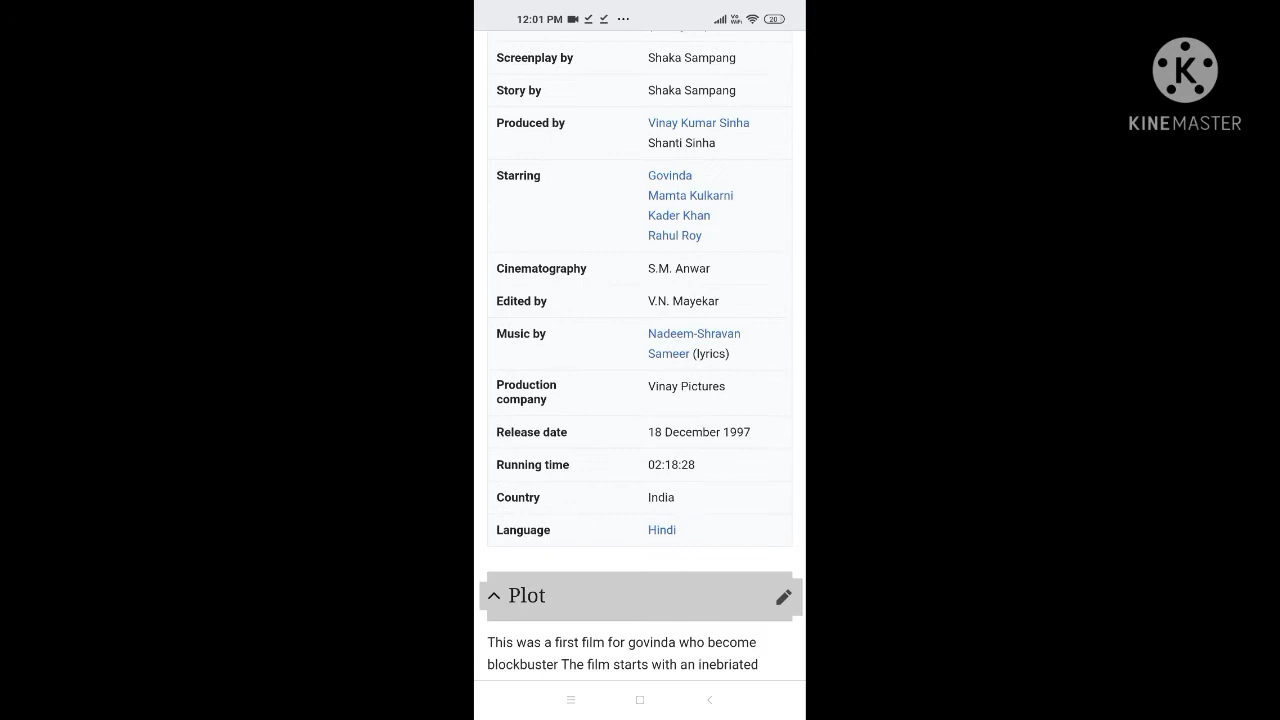 12:01 PM
Vo
WiFi
20
Screenplay by Shaka Sampang
Story by Shaka Sampang
Produced by Vinay Kumar Sinha
Shanti Sinha
Starring Govinda
Mamta Kulkarni
Kader Khan
Rahul Roy
Cinematography S.M. Anwar
Edited by V.N. Mayekar
Music by Nadeem-Shravan
Sameer (lyrics)
Production
company Vinay Pictures
Release date 18 December 1997
Running time 02:18:28
Country India
Language Hindi
Plot
This was a first film for govinda who become
blockbuster The film starts with an inebriated
K
KINEMASTER